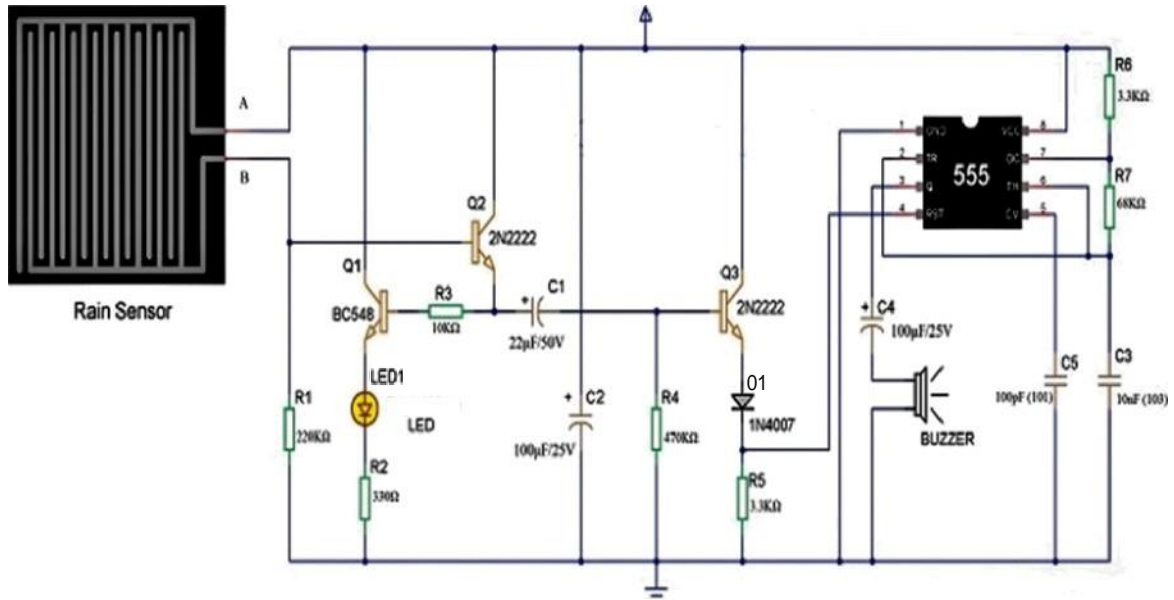 A
B
Rain Sensor
Q2
2N2222
Q1
BC548
R3
10KΩ
C1
22µF/50V
LED1
LED
R1
220KΩ
R2
330Ω
C2
100µF/25V
R4
470KΩ
Q3
2N2222
01
1N4007
R5
3.3KΩ
1 GND VCC 8
2 TR DC 7
3 Q TH 6
4 RST CV 5
555
R6
3.3KΩ
R7
68KΩ
C4
100µF/25V
BUZZER
C5
100pF (101)
C3
10nF (103)
+
+
+